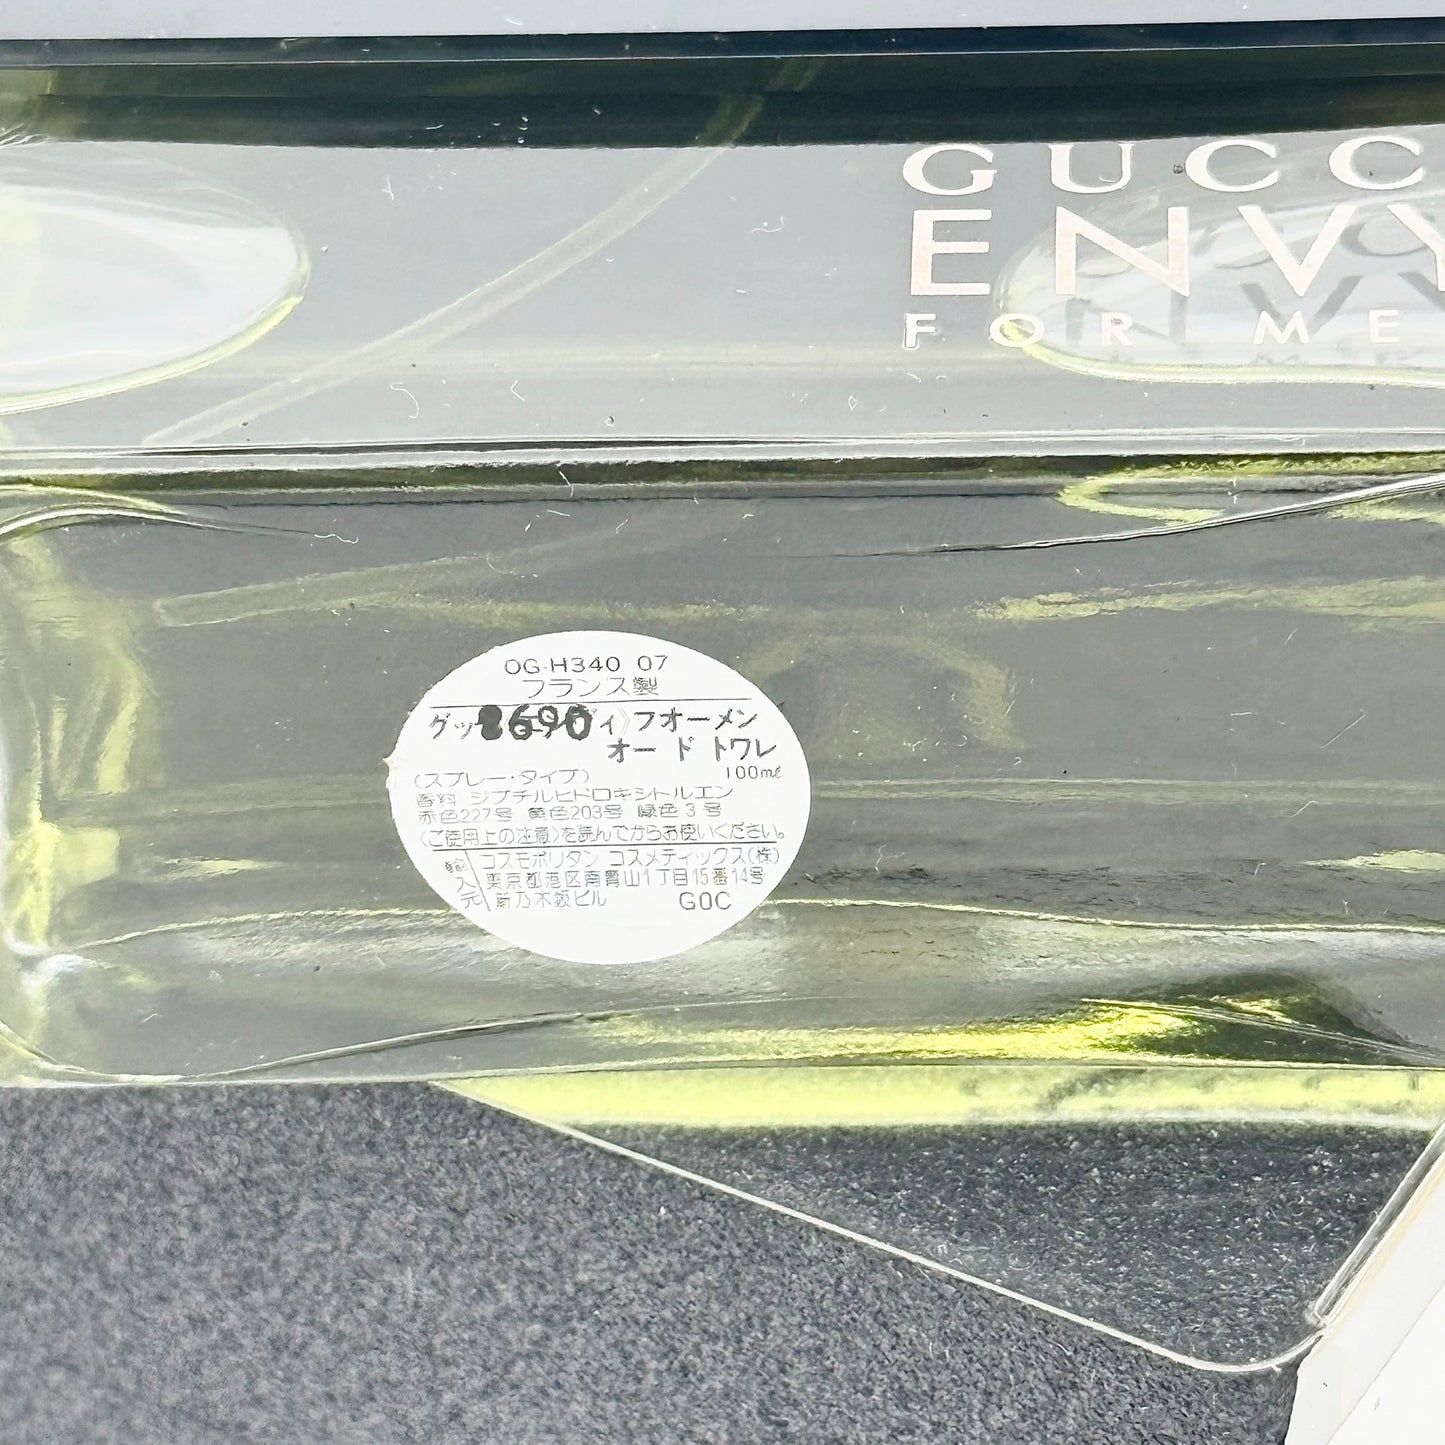 GUCC
ENVY
FOR ME
OG-H340 07
フランス製
グッ 8690 ィ》フォーメン
オー ド トワレ
(スプレー・タイプ) 100ml
香料 ジブチルヒドロキシトルエン
赤色227号 黄色203号 緑色3号
〈ご使用上の注意〉を読んでからお使いください。
輸入元 コスモポリタン コスメティックス(株)
東京都港区南青山1丁目15番14号
新乃木坂ビル GOC